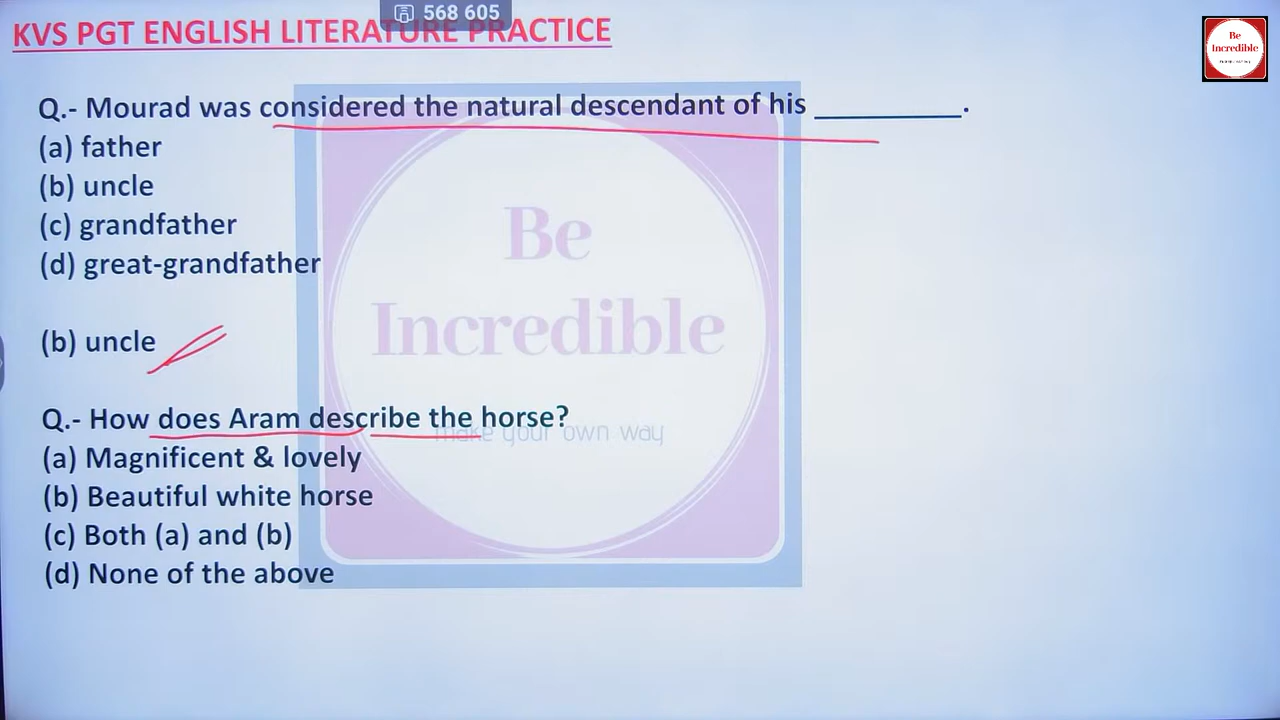 568 605
KVS PGT ENGLISH LITERATURE PRACTICE
Be
Incredible
Q.- Mourad was considered the natural descendant of his __________.
(a) father
(b) uncle
(c) grandfather
(d) great-grandfather
Be
Incredible
(b) uncle
Q.- How does Aram describe the horse?
make your own way
(a) Magnificent & lovely
(b) Beautiful white horse
(c) Both (a) and (b)
(d) None of the above